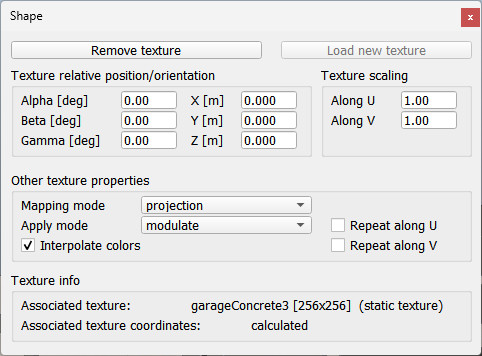 Shape
Remove texture Load new texture
Texture relative position/orientation Texture scaling
Alpha [deg] 0.00 X [m] 0.000 Along U 1.00
Beta [deg] 0.00 Y [m] 0.000 Along V 1.00
Gamma [deg] 0.00 Z [m] 0.000
Other texture properties
Mapping mode projection
Apply mode modulate Repeat along U
Interpolate colors Repeat along V
Texture info
Associated texture: garageConcrete3 [256x256] (static texture)
Associated texture coordinates: calculated